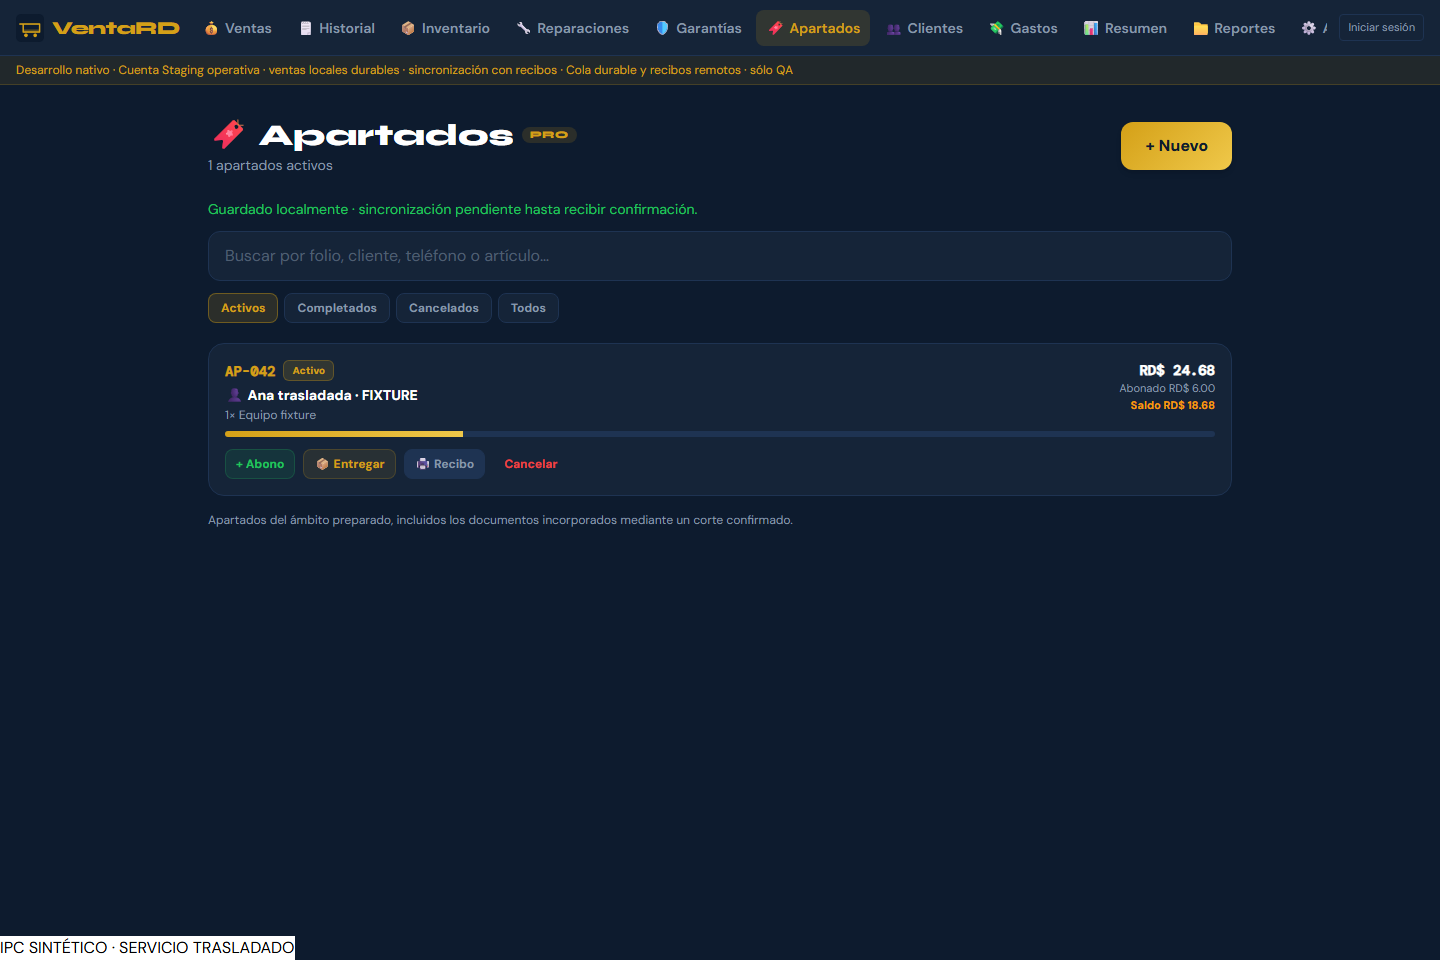 VentaRD Ventas Historial Inventario Reparaciones Garantías Apartados Clientes Gastos Resumen Reportes Iniciar sesión
Desarrollo nativo · Cuenta Staging operativa · ventas locales durables · sincronización con recibos · Cola durable y recibos remotos · sólo QA
Apartados PRO
+ Nuevo
1 apartados activos
Guardado localmente · sincronización pendiente hasta recibir confirmación.
Buscar por folio, cliente, teléfono o artículo...
Activos Completados Cancelados Todos
AP-042 Activo RD$ 24.68
Ana trasladada · FIXTURE Abonado RD$ 6.00
1× Equipo fixture Saldo RD$ 18.68
+ Abono Entregar Recibo Cancelar
Apartados del ámbito preparado, incluidos los documentos incorporados mediante un corte confirmado.
IPC SINTÉTICO · SERVICIO TRASLADADO